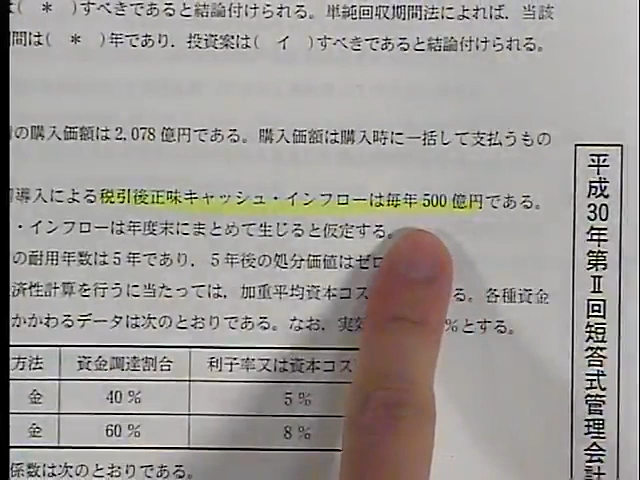 (　*　)すべきであると結論付けられる。単純回収期間法によれば，当該
間は(　*　)年であり，投資案は(　イ　)すべきであると結論付けられる。
の購入価額は2,078億円である。購入価額は購入時に一括して支払うもの
導入による税引後正味キャッシュ・インフローは毎年500億円である。
・インフローは年度末にまとめて生じると仮定する。
の耐用年数は5年であり，5年後の処分価値はゼロ
済性計算を行うに当たっては，加重平均資本コス る。各種資金
かかわるデータは次のとおりである。なお，実 %とする。
方法 資金調達割合 利子率又は資本コス
金 40% 5%
金 60% 8%
係数は次のとおりである。
平成30年第Ⅱ回短答式管理会計